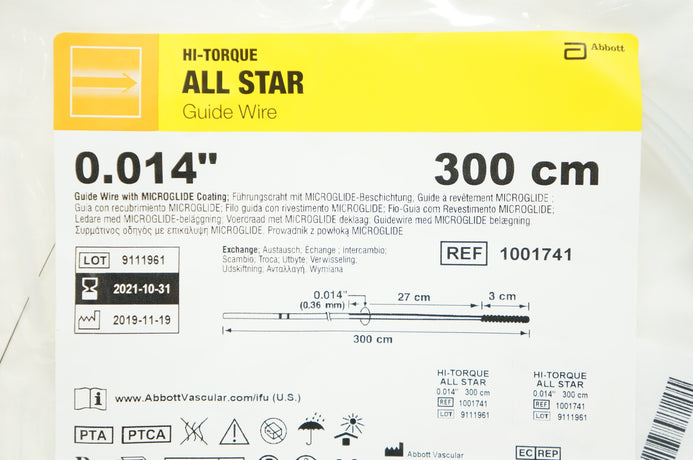 HI-TORQUE
ALL STAR
Guide Wire
Abbott
0.014" 300 cm
Guide Wire with MICROGLIDE Coating; Führungsdraht mit MICROGLIDE-Beschichtung; Guide à revêtement MICROGLIDE ;
Guía con recubrimiento MICROGLIDE; Filo guida con rivestimento MICROGLIDE; Fio-Guia com Revestimento MICROGLIDE;
Ledare med MICROGLIDE-beläggning; Voerdraad met MICROGLIDE deklaag; Guidewire med MICROGLIDE belægning
Συρμάτινος οδηγός με επικάλυψη MICROGLIDE; Prowadnik z powłoką MICROGLIDE
Exchange; Austausch; Échange ; Intercambio;
Scambio; Troca; Utbyte; Verwisseling;
Udskiftning; Ανταλλαγή; Wymiana
REF 1001741
LOT 9111961
2021-10-31
2019-11-19
0.014"
(0.36 mm)
27 cm
3 cm
300 cm
www.AbbottVascular.com/ifu (U.S.)
HI-TORQUE
ALL STAR
0.014" 300 cm
REF 1001741
LOT 9111961
HI-TORQUE
ALL STAR
0.014" 300 cm
REF 1001741
LOT 9111961
PTA PTCA
Abbott Vascular
EC REP